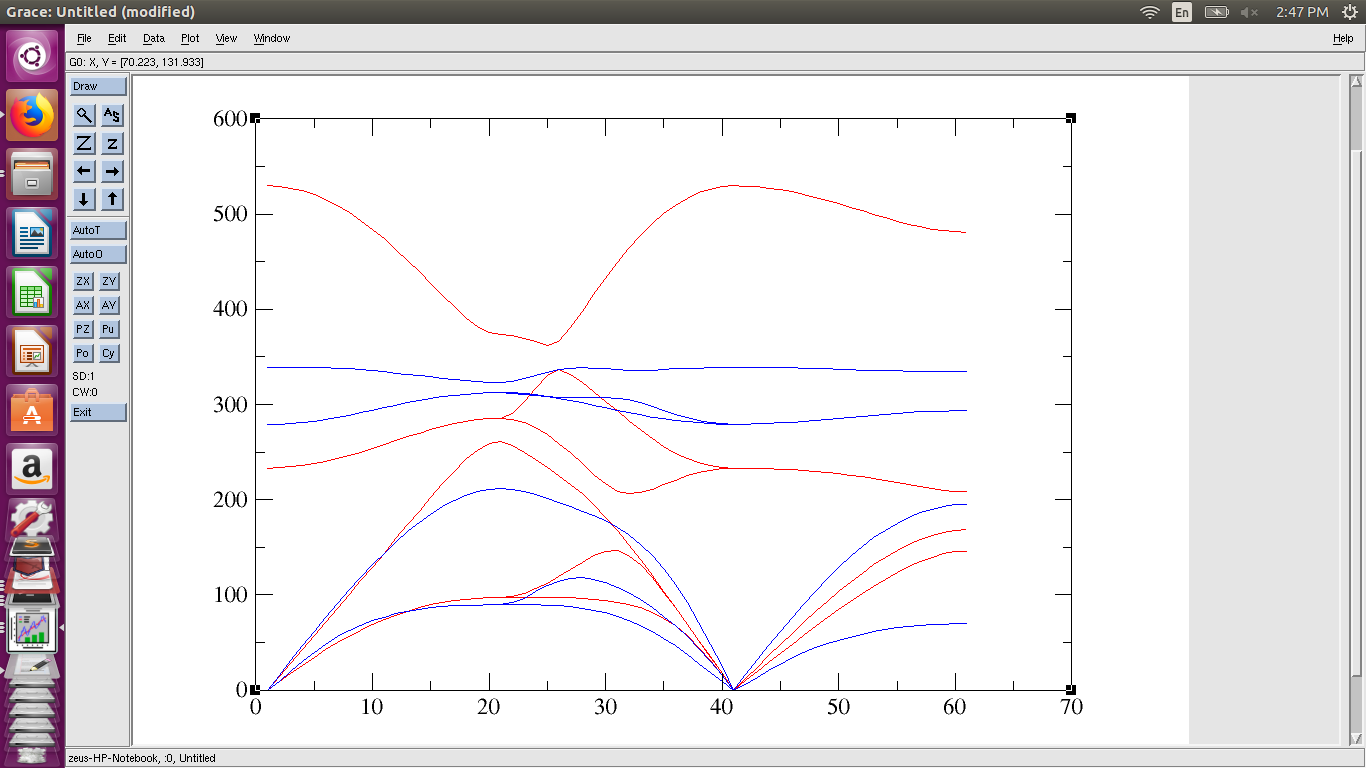 Grace: Untitled (modified)
En
2:47 PM
File Edit Data Plot View Window Help
G0: X, Y = [70.223, 131.933]
Draw
A S
Z z
AutoT
AutoO
ZX ZY
AX AY
PZ Pu
Po Cy
SD:1
CW:0
Exit
600
500
400
300
200
100
0
0 10 20 30 40 50 60 70
a
S
zeus-HP-Notebook, :0, Untitled